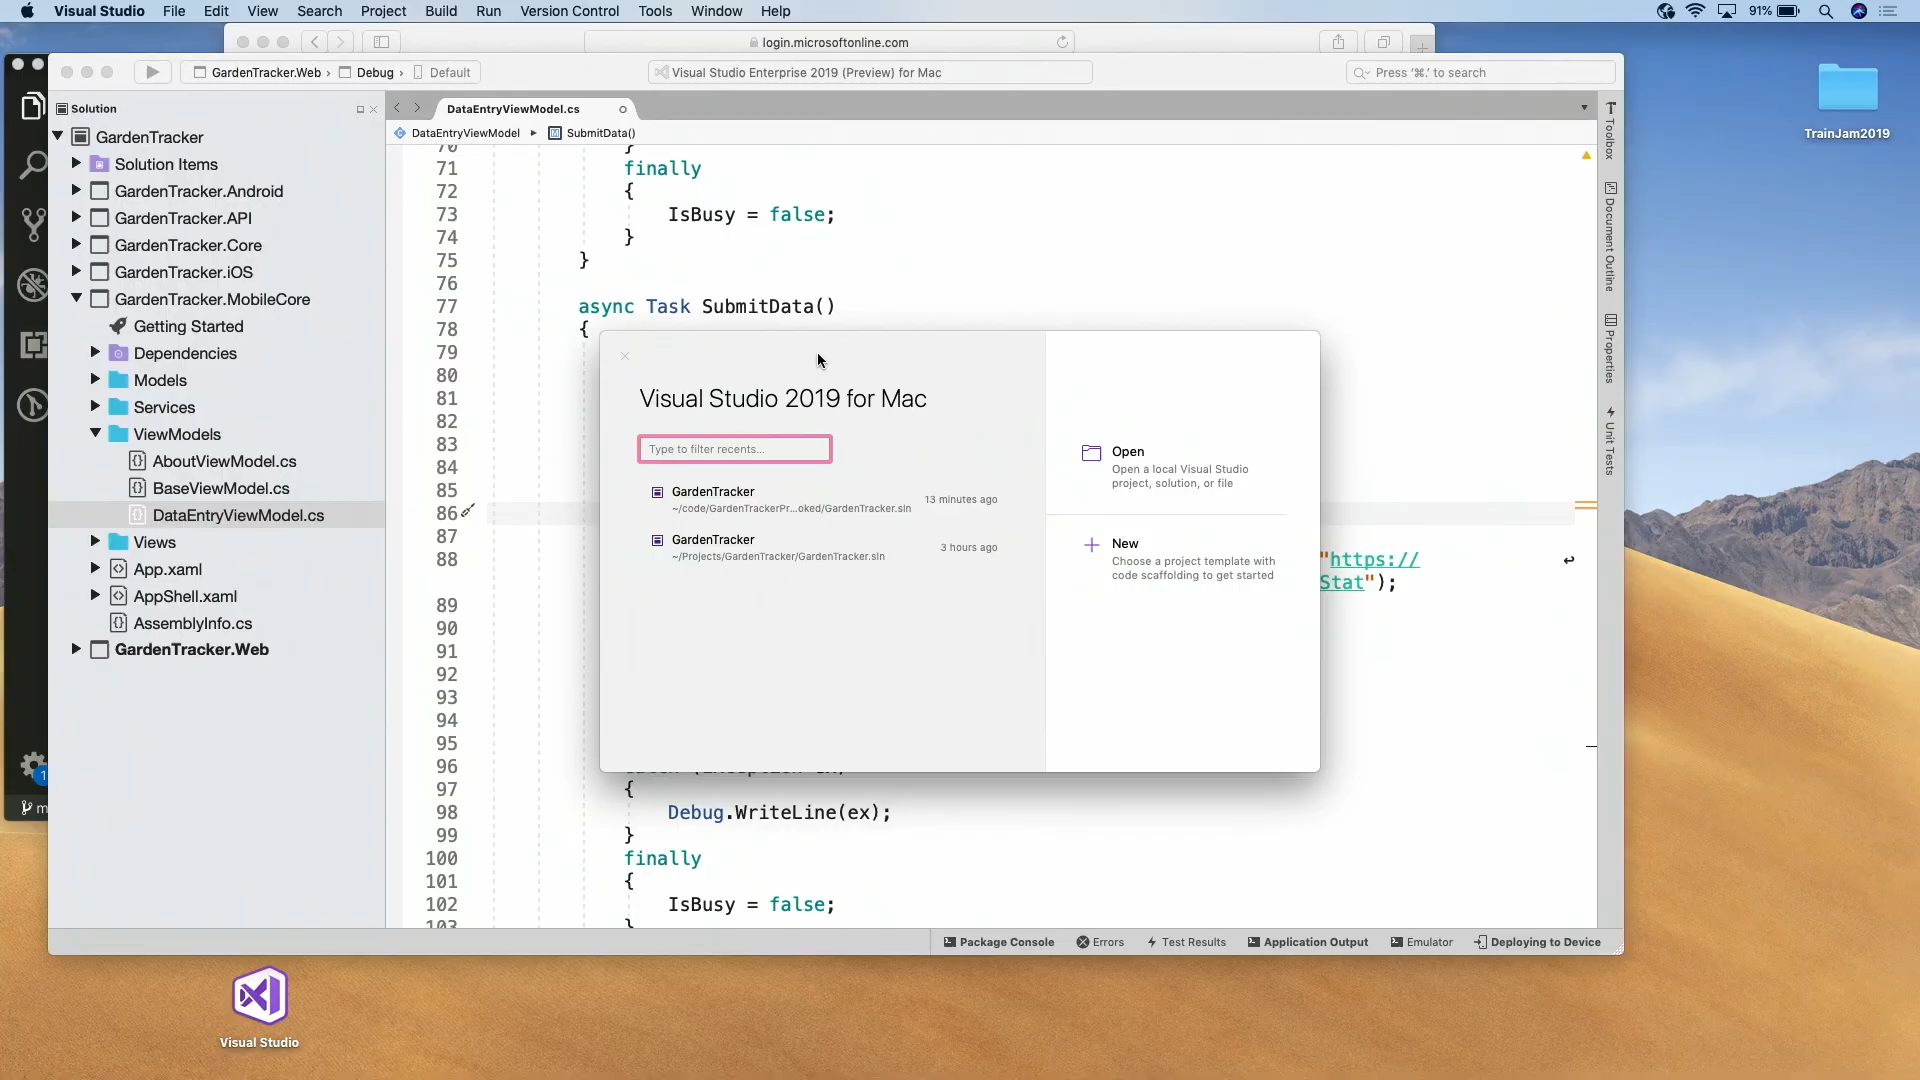 Visual Studio File Edit View Search Project Build Run Version Control Tools Window Help 91%
login.microsoftonline.com
GardenTracker.Web › Debug › Default
Visual Studio Enterprise 2019 (Preview) for Mac
Press ‘⌘.’ to search
TrainJam2019
Solution
GardenTracker
Solution Items
GardenTracker.Android
GardenTracker.API
GardenTracker.Core
GardenTracker.iOS
GardenTracker.MobileCore
Getting Started
Dependencies
Models
Services
ViewModels
AboutViewModel.cs
BaseViewModel.cs
DataEntryViewModel.cs
Views
App.xaml
AppShell.xaml
AssemblyInfo.cs
GardenTracker.Web
1
m
DataEntryViewModel.cs
DataEntryViewModel SubmitData()
70 }
71 finally
72 {
73 IsBusy = false;
74 }
75 }
76
77 async Task SubmitData()
78 {
79
80
81
82
83
84
85
86
87
88 "https://
Stat");
89
90
91
92
93
94
95
96
97 {
98 Debug.WriteLine(ex);
99 }
100 finally
101 {
102 IsBusy = false;
103 }
Visual Studio 2019 for Mac
Type to filter recents...
GardenTracker
~/code/GardenTrackerPr...oked/GardenTracker.sln
13 minutes ago
GardenTracker
~/Projects/GardenTracker/GardenTracker.sln
3 hours ago
Open
Open a local Visual Studio
project, solution, or file
New
Choose a project template with
code scaffolding to get started
Toolbox
Document Outline
Properties
Unit Tests
Package Console Errors Test Results Application Output Emulator Deploying to Device
Visual Studio